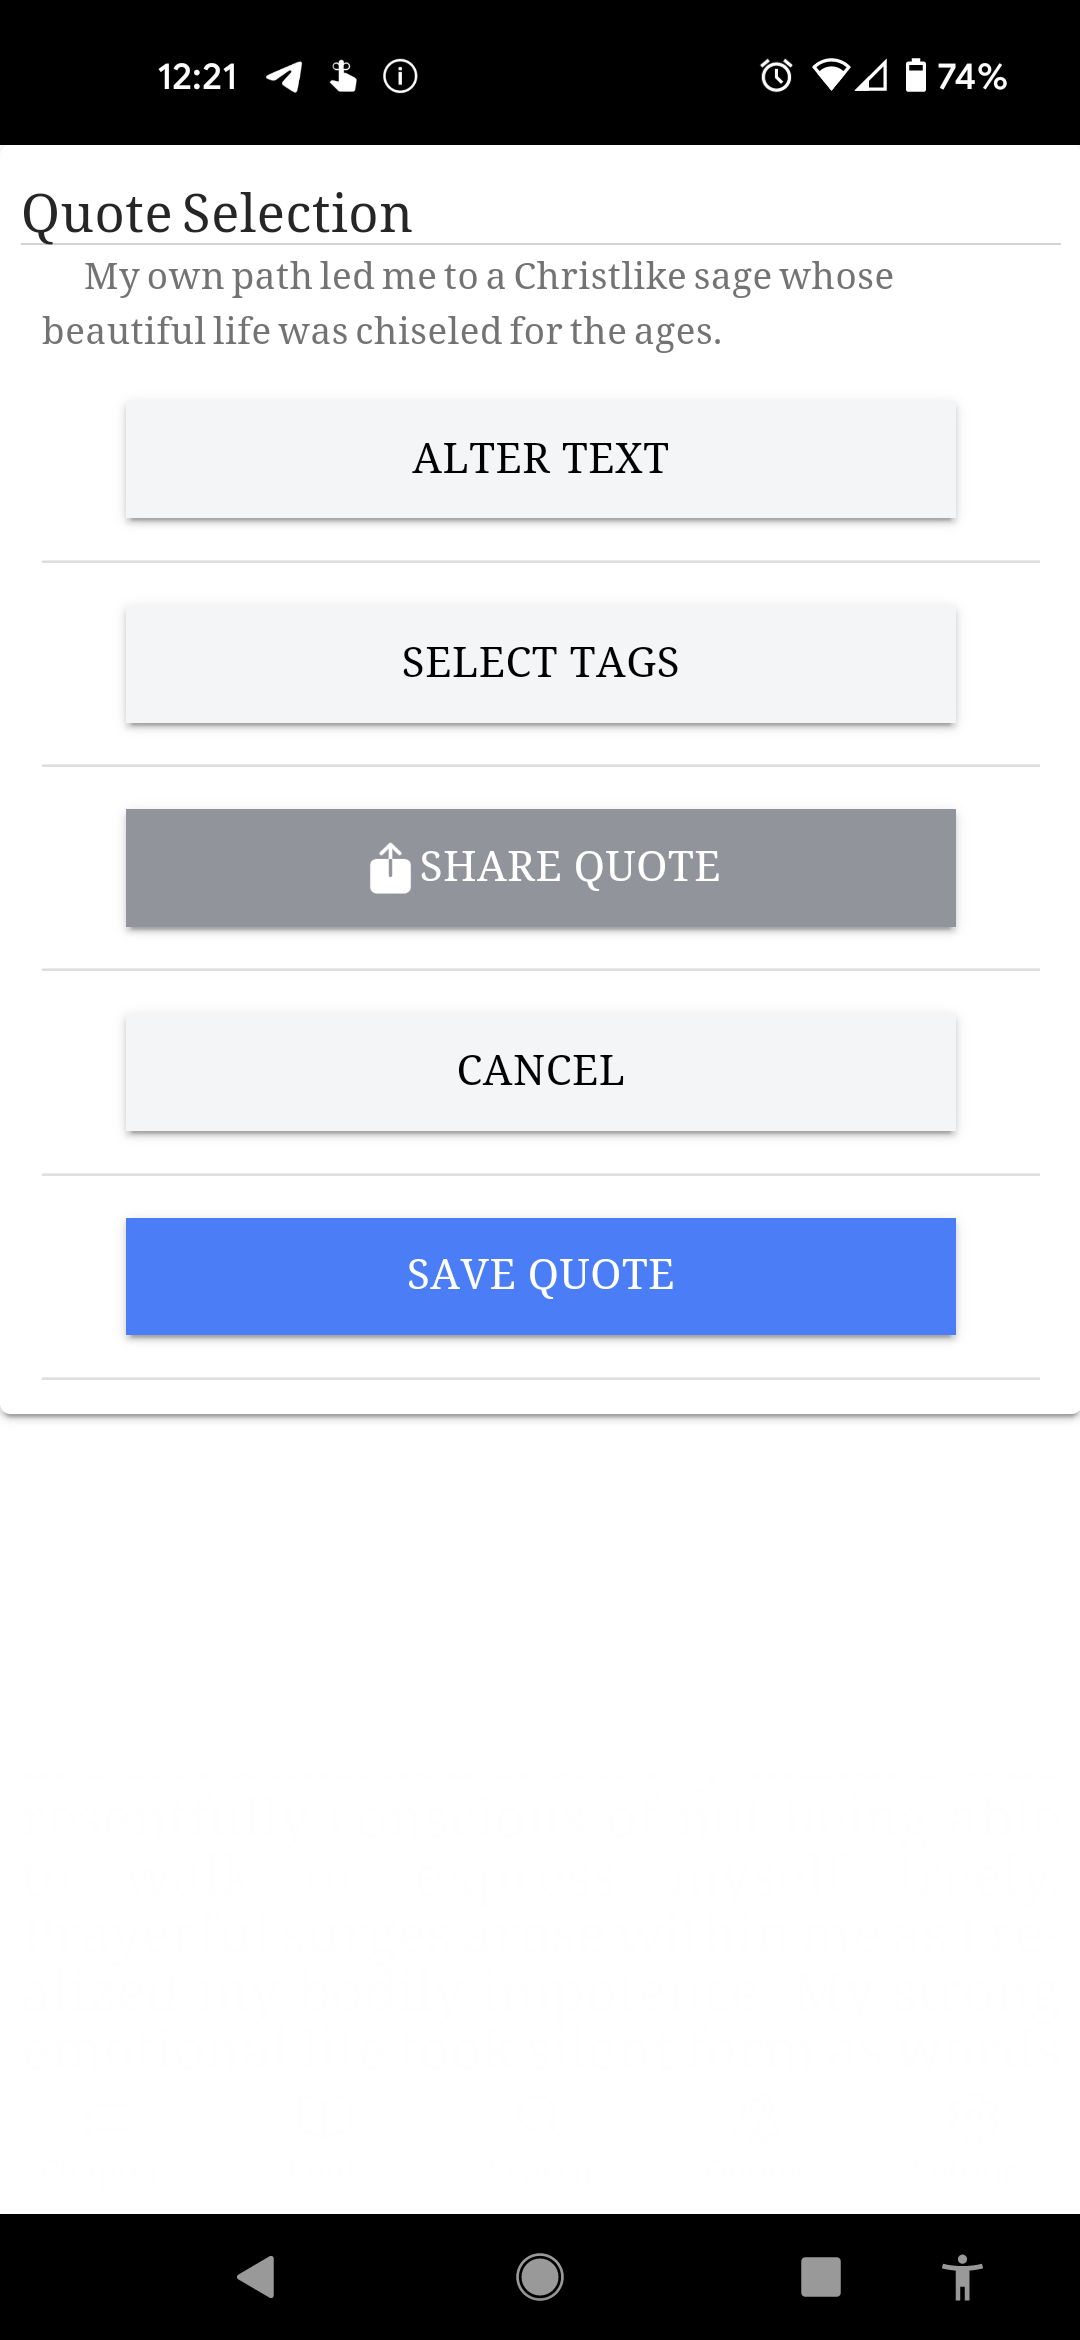 12:21 74%
Quote Selection
My own path led me to a Christlike sage whose
beautiful life was chiseled for the ages.
ALTER TEXT
SELECT TAGS
SHARE QUOTE
CANCEL
SAVE QUOTE